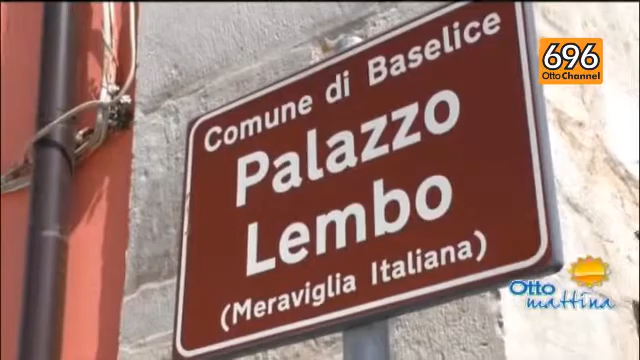 696
Otto Channel
Comune di Baselice
Palazzo
Lembo
(Meraviglia Italiana)
Otto
mattina